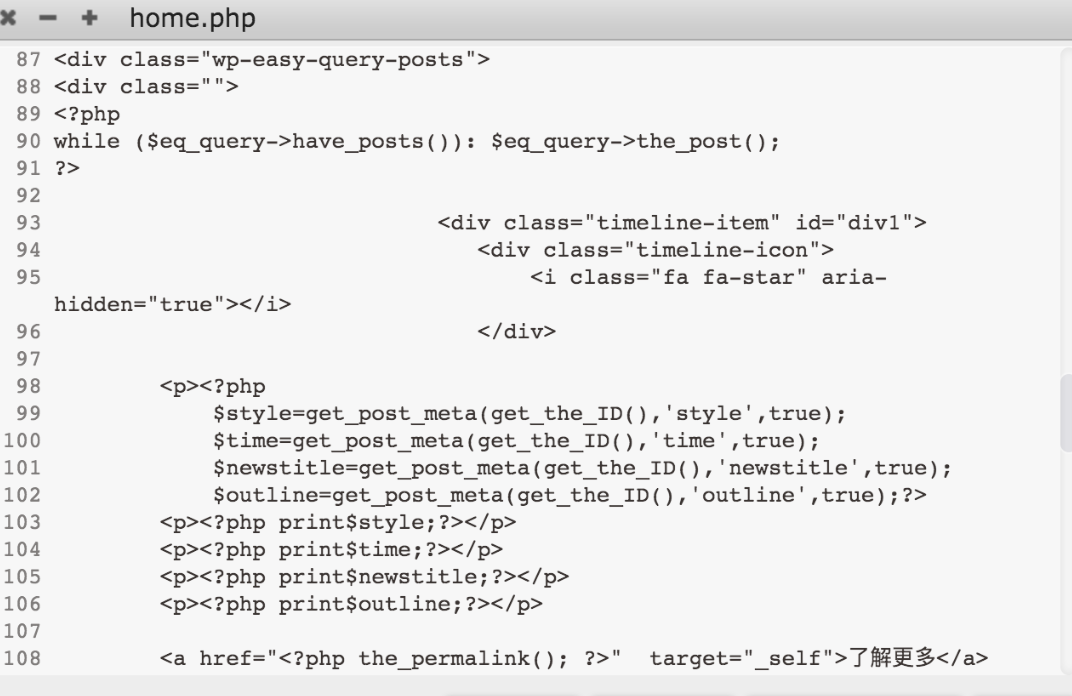 home.php
87 <div class="wp-easy-query-posts">
88 <div class="">
89 <?php
90 while ($eq_query->have_posts()): $eq_query->the_post();
91 ?>
92
93 <div class="timeline-item" id="div1">
94 <div class="timeline-icon">
95 <i class="fa fa-star" aria-
hidden="true"></i>
96 </div>
97
98 <p><?php
99 $style=get_post_meta(get_the_ID(),'style',true);
100 $time=get_post_meta(get_the_ID(),'time',true);
101 $newstitle=get_post_meta(get_the_ID(),'newstitle',true);
102 $outline=get_post_meta(get_the_ID(),'outline',true);?>
103 <p><?php print$style;?></p>
104 <p><?php print$time;?></p>
105 <p><?php print$newstitle;?></p>
106 <p><?php print$outline;?></p>
107
108 <a href="<?php the_permalink(); ?>" target="_self">了解更多</a>